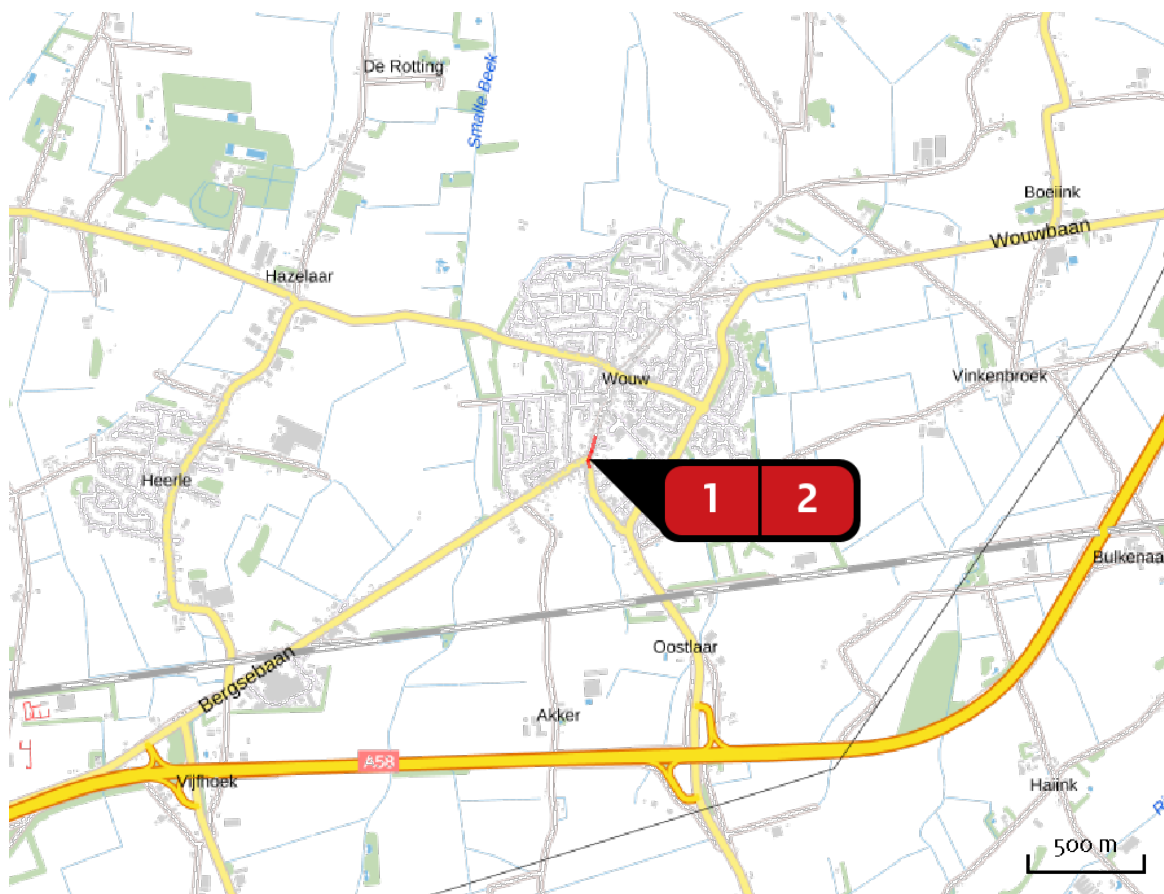 De Rotting
Smalle Beek
Boeiink
Wouwbaan
Hazelaar
Wouw
Vinkenbroek
Heerle
1 2
Bulkenaa
Oostlaar
Bergsebaan
Akker
A58
Vijfhoek
Haiink
500 m